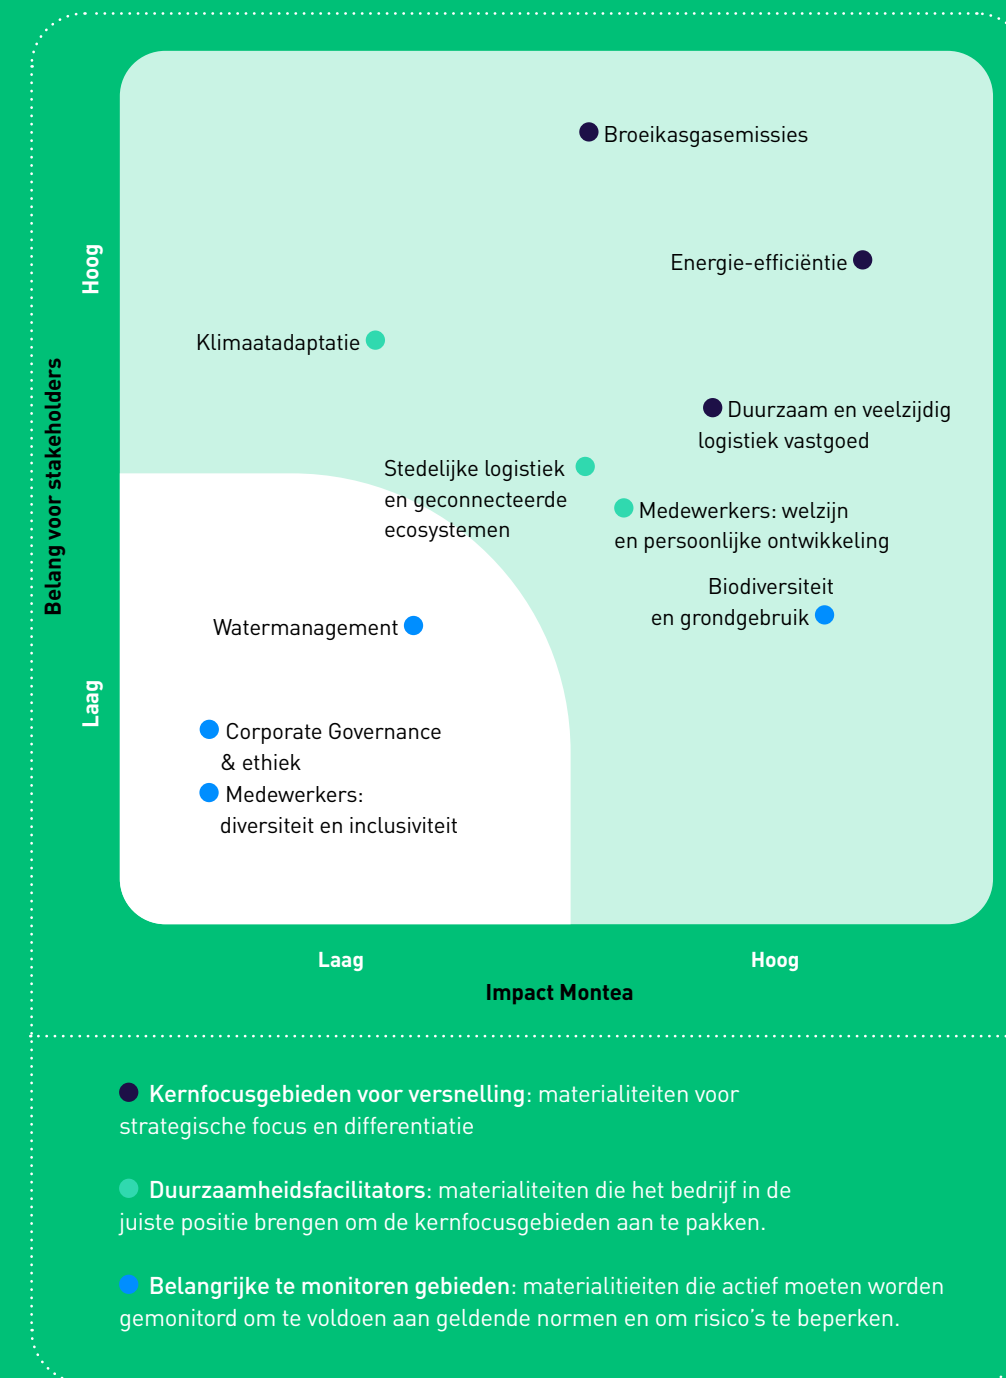 Broeikasgasemissies
Energie-efficiëntie
Hoog
Klimaatadaptatie
Duurzaam en veelzijdig
logistiek vastgoed
Belang voor stakeholders
Stedelijke logistiek
en geconnecteerde
ecosystemen
Medewerkers: welzijn
en persoonlijke ontwikkeling
Biodiversiteit
en grondgebruik
Watermanagement
Laag
Corporate Governance
& ethiek
Medewerkers:
diversiteit en inclusiviteit
Laag
Hoog
Impact Montea
Kernfocusgebieden voor versnelling: materialiteiten voor
strategische focus en differentiatie
Duurzaamheidsfacilitators: materialiteiten die het bedrijf in de
juiste positie brengen om de kernfocusgebieden aan te pakken.
Belangrijke te monitoren gebieden: materialitieiten die actief moeten worden
gemonitord om te voldoen aan geldende normen en om risico's te beperken.